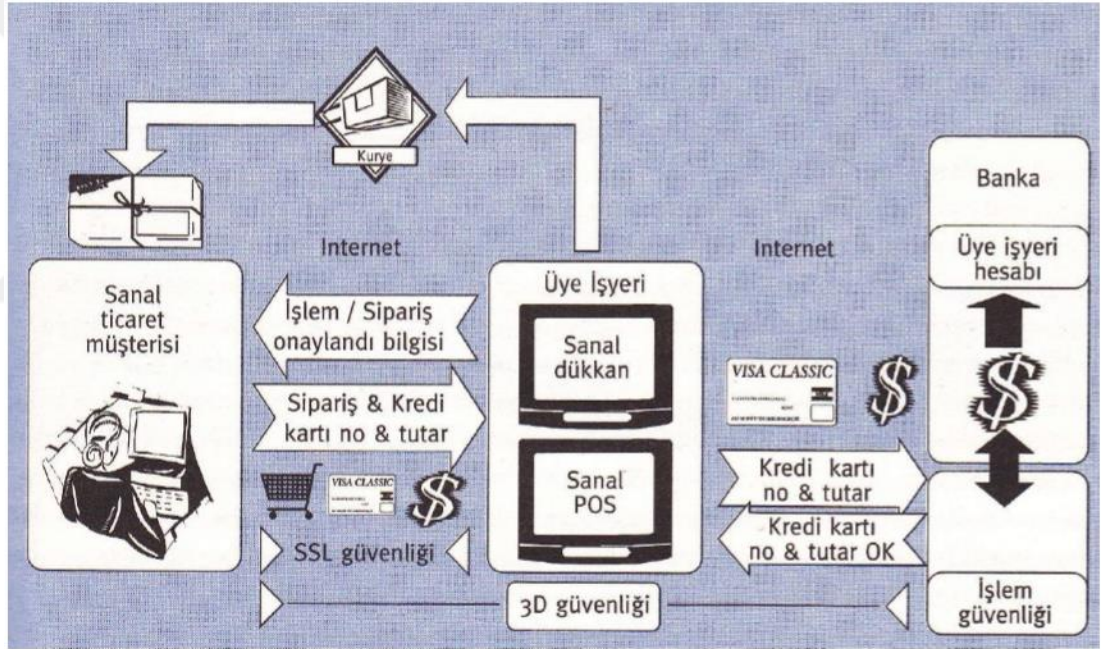 Kurye
Internet
Internet
Banka
Üye işyeri
hesabı
Sanal
ticaret
müşterisi
İşlem / Sipariş
onaylandı bilgisi
Sipariş & Kredi
kartı no & tutar
VISA CLASSIC
$
SSL güvenliği
Üye İşyeri
Sanal
dükkan
Sanal
POS
VISA CLASSIC
$
$
Kredi kartı
no & tutar
Kredi kartı
no & tutar OK
3D güvenliği
İşlem
güvenliği